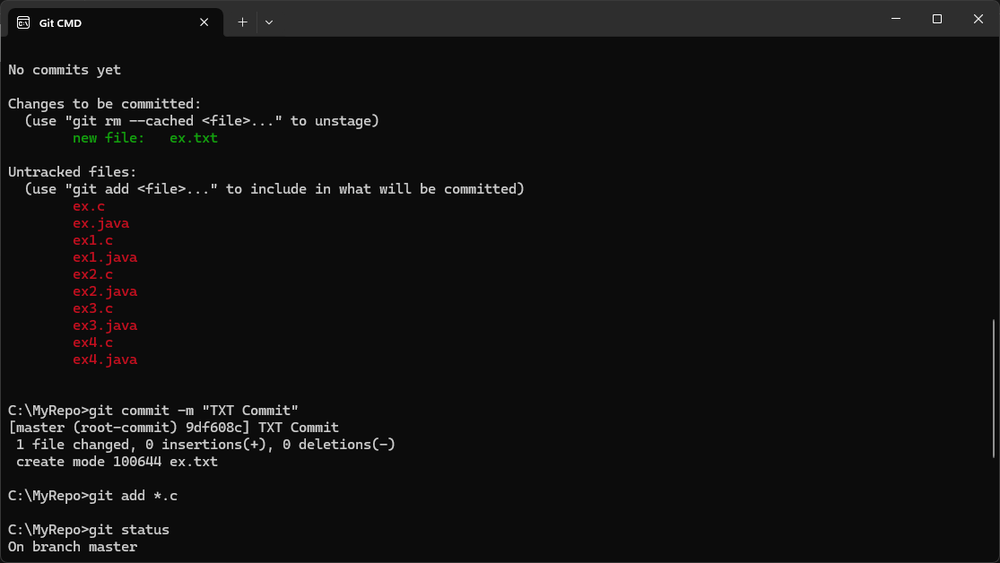 Git CMD
No commits yet
Changes to be committed:
  (use "git rm --cached <file>..." to unstage)
        new file:   ex.txt
Untracked files:
  (use "git add <file>..." to include in what will be committed)
        ex.c
        ex.java
        ex1.c
        ex1.java
        ex2.c
        ex2.java
        ex3.c
        ex3.java
        ex4.c
        ex4.java
C:\MyRepo>git commit -m "TXT Commit"
[master (root-commit) 9df608c] TXT Commit
 1 file changed, 0 insertions(+), 0 deletions(-)
 create mode 100644 ex.txt
C:\MyRepo>git add *.c
C:\MyRepo>git status
On branch master